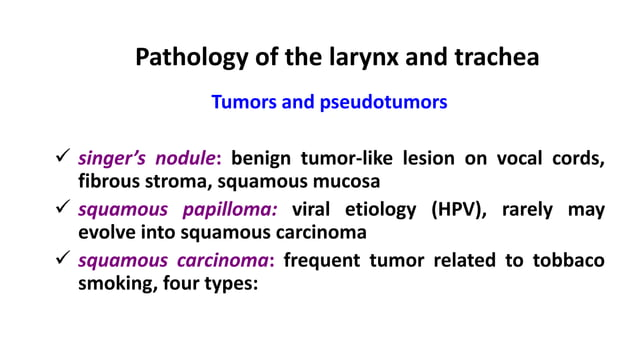 Pathology of the larynx and trachea
Tumors and pseudotumors
✓ singer’s nodule: benign tumor-like lesion on vocal cords,
fibrous stroma, squamous mucosa
✓ squamous papilloma: viral etiology (HPV), rarely may
evolve into squamous carcinoma
✓ squamous carcinoma: frequent tumor related to tobbaco
smoking, four types: